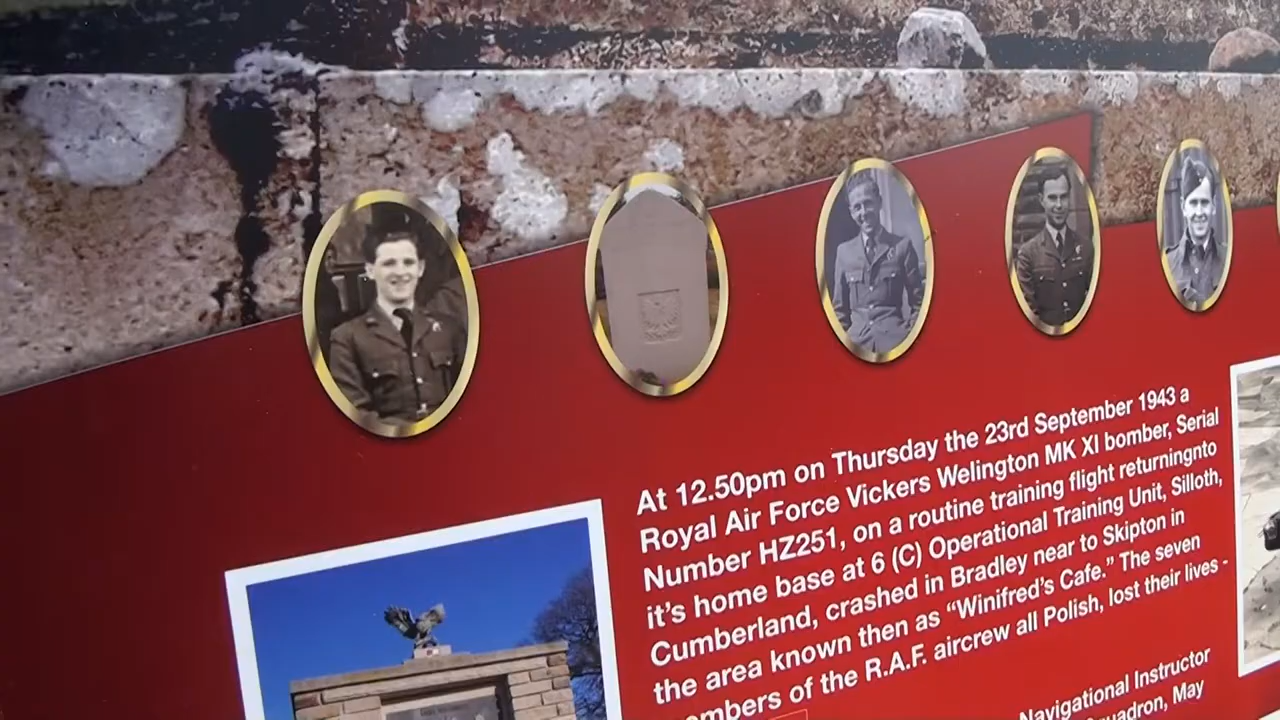 At 12.50pm on Thursday the 23rd September 1943 a
Royal Air Force Vickers Welington MK XI bomber, Serial
Number HZ251, on a routine training flight returningnto
it's home base at 6 (C) Operational Training Unit, Silloth,
Cumberland, crashed in Bradley near to Skipton in
the area known then as “Winifred's Cafe.” The seven
embers of the R.A.F. aircrew all Polish, lost their lives -
Navigational Instructor
quadron, May